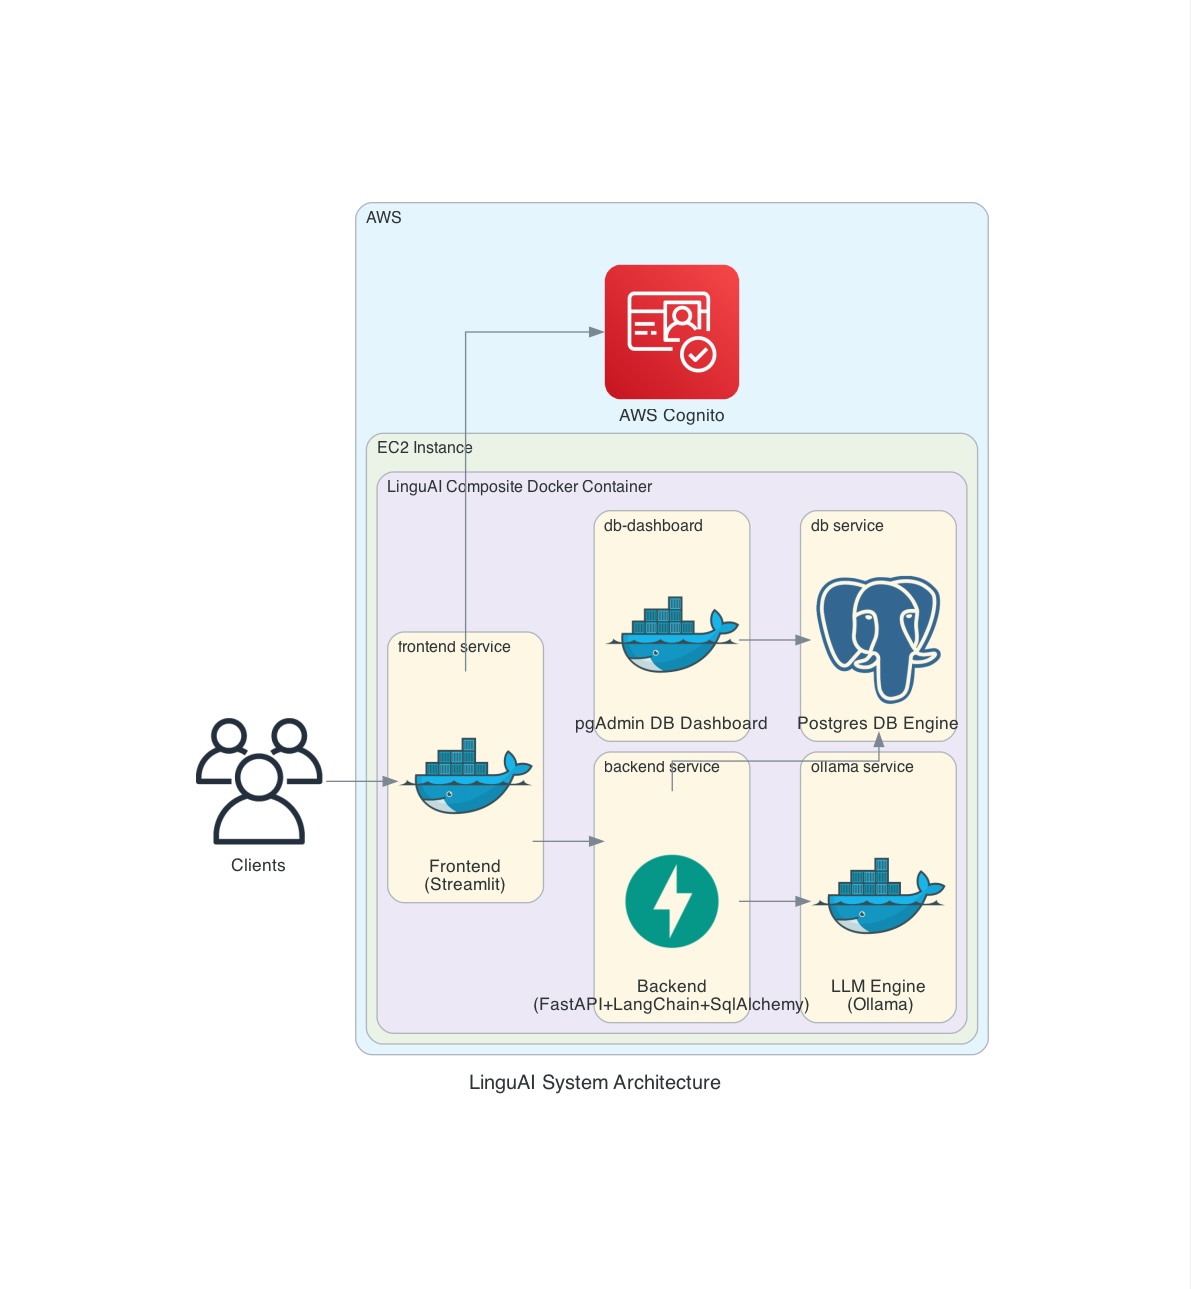 AWS
AWS Cognito
EC2 Instance
LinguAI Composite Docker Container
db-dashboard
db service
frontend service
pgAdmin DB Dashboard
Postgres DB Engine
backend service
ollama service
Frontend
(Streamlit)
Clients
Backend
(FastAPI+LangChain+SqlAlchemy)
LLM Engine
(Ollama)
LinguAI System Architecture